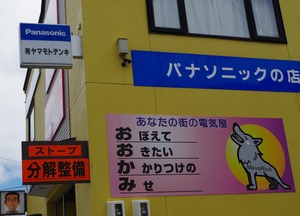 Panasonic
㈲ヤマモトデンキ
パナソニックの店
ストーブ
分解整備
あなたの街の電気屋
おぼえて
おきたい
かかりつけの
みせ